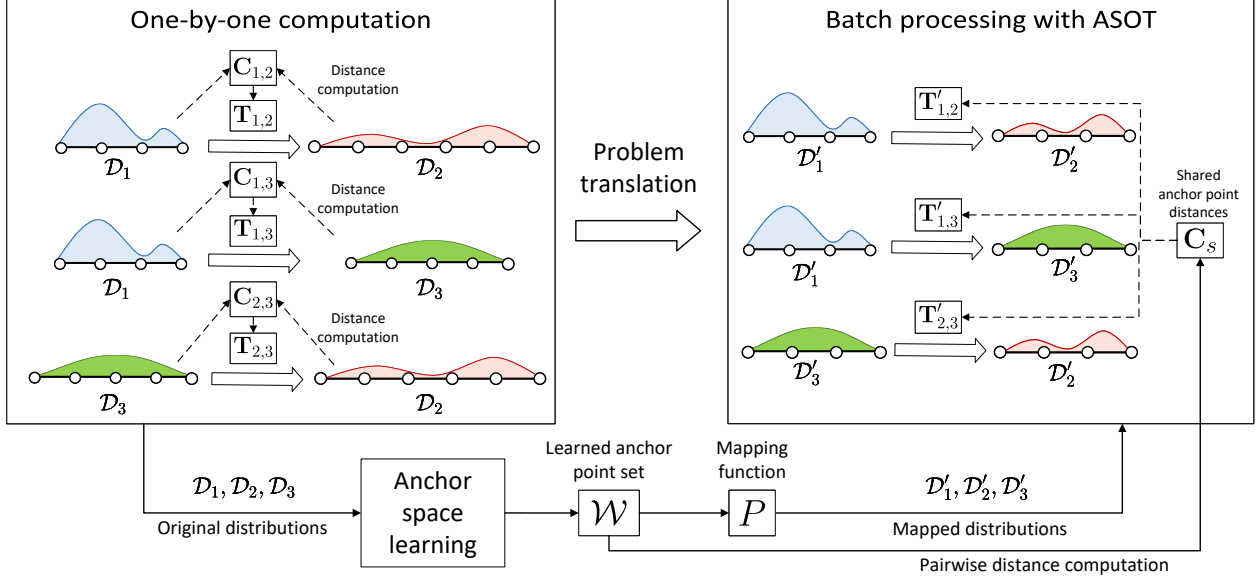 One-by-one computation
C1,2
Distance
computation
T1,2
D1
D2
C1,3
Distance
computation
T1,3
D1
D3
C2,3
Distance
computation
T2,3
D3
D2
Problem
translation
Batch processing with ASOT
T′1,2
D′1
D′2
T′1,3
D′1
D′3
Shared
anchor point
distances
Cs
T′2,3
D′3
D′2
D1, D2, D3
Original distributions
Anchor
space
learning
Learned anchor
point set
W
Mapping
function
P
D′1, D′2, D′3
Mapped distributions
Pairwise distance computation